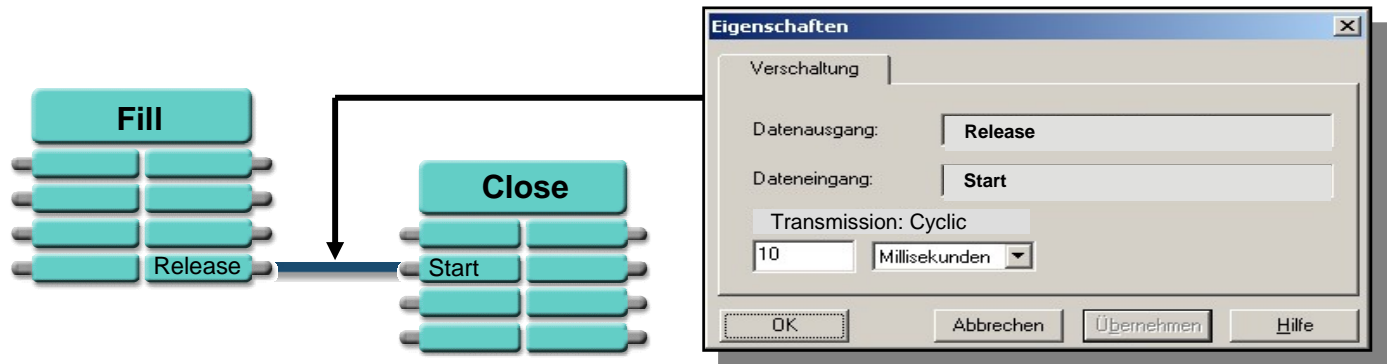 Fill
Release
Close
Start
Eigenschaften
Verschaltung
Datenausgang: Release
Dateneingang: Start
Transmission: Cyclic
10 Millisekunden
OK Abbrechen Übernehmen Hilfe